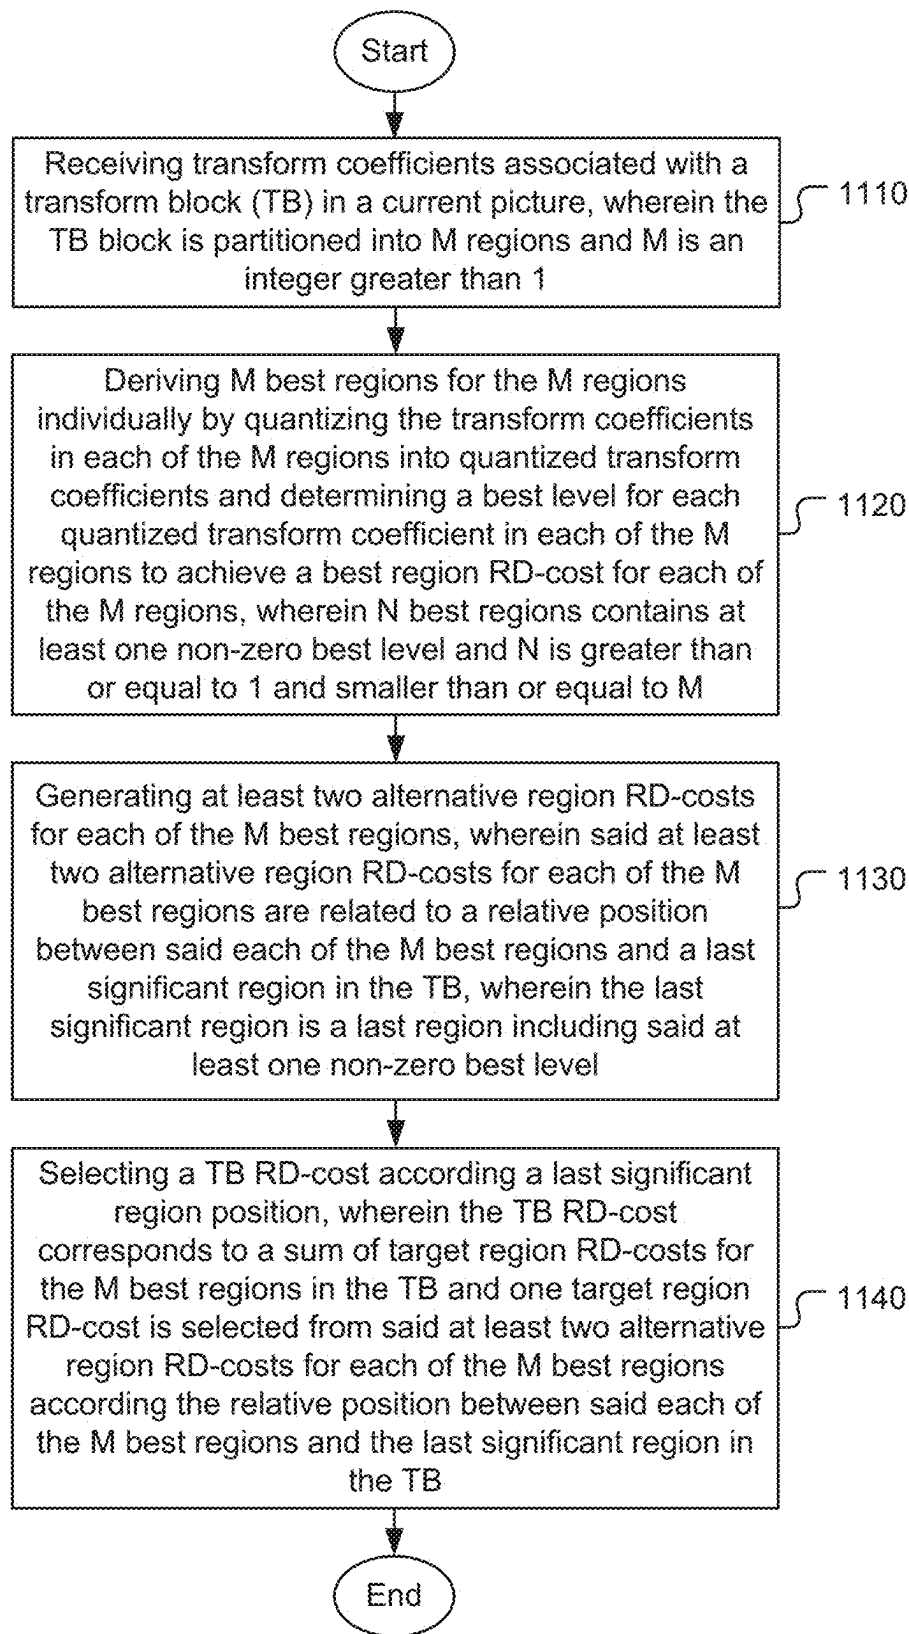 Start
Receiving transform coefficients associated with a
transform block (TB) in a current picture, wherein the
TB block is partitioned into M regions and M is an
integer greater than 1
1110
Deriving M best regions for the M regions
individually by quantizing the transform coefficients
in each of the M regions into quantized transform
coefficients and determining a best level for each
quantized transform coefficient in each of the M
regions to achieve a best region RD-cost for each of
the M regions, wherein N best regions contains at
least one non-zero best level and N is greater than
or equal to 1 and smaller than or equal to M
1120
Generating at least two alternative region RD-costs
for each of the M best regions, wherein said at least
two alternative region RD-costs for each of the M
best regions are related to a relative position
between said each of the M best regions and a last
significant region in the TB, wherein the last
significant region is a last region including said at
least one non-zero best level
1130
Selecting a TB RD-cost according a last significant
region position, wherein the TB RD-cost
corresponds to a sum of target region RD-costs for
the M best regions in the TB and one target region
RD-cost is selected from said at least two alternative
region RD-costs for each of the M best regions
according the relative position between said each of
the M best regions and the last significant region in
the TB
1140
End